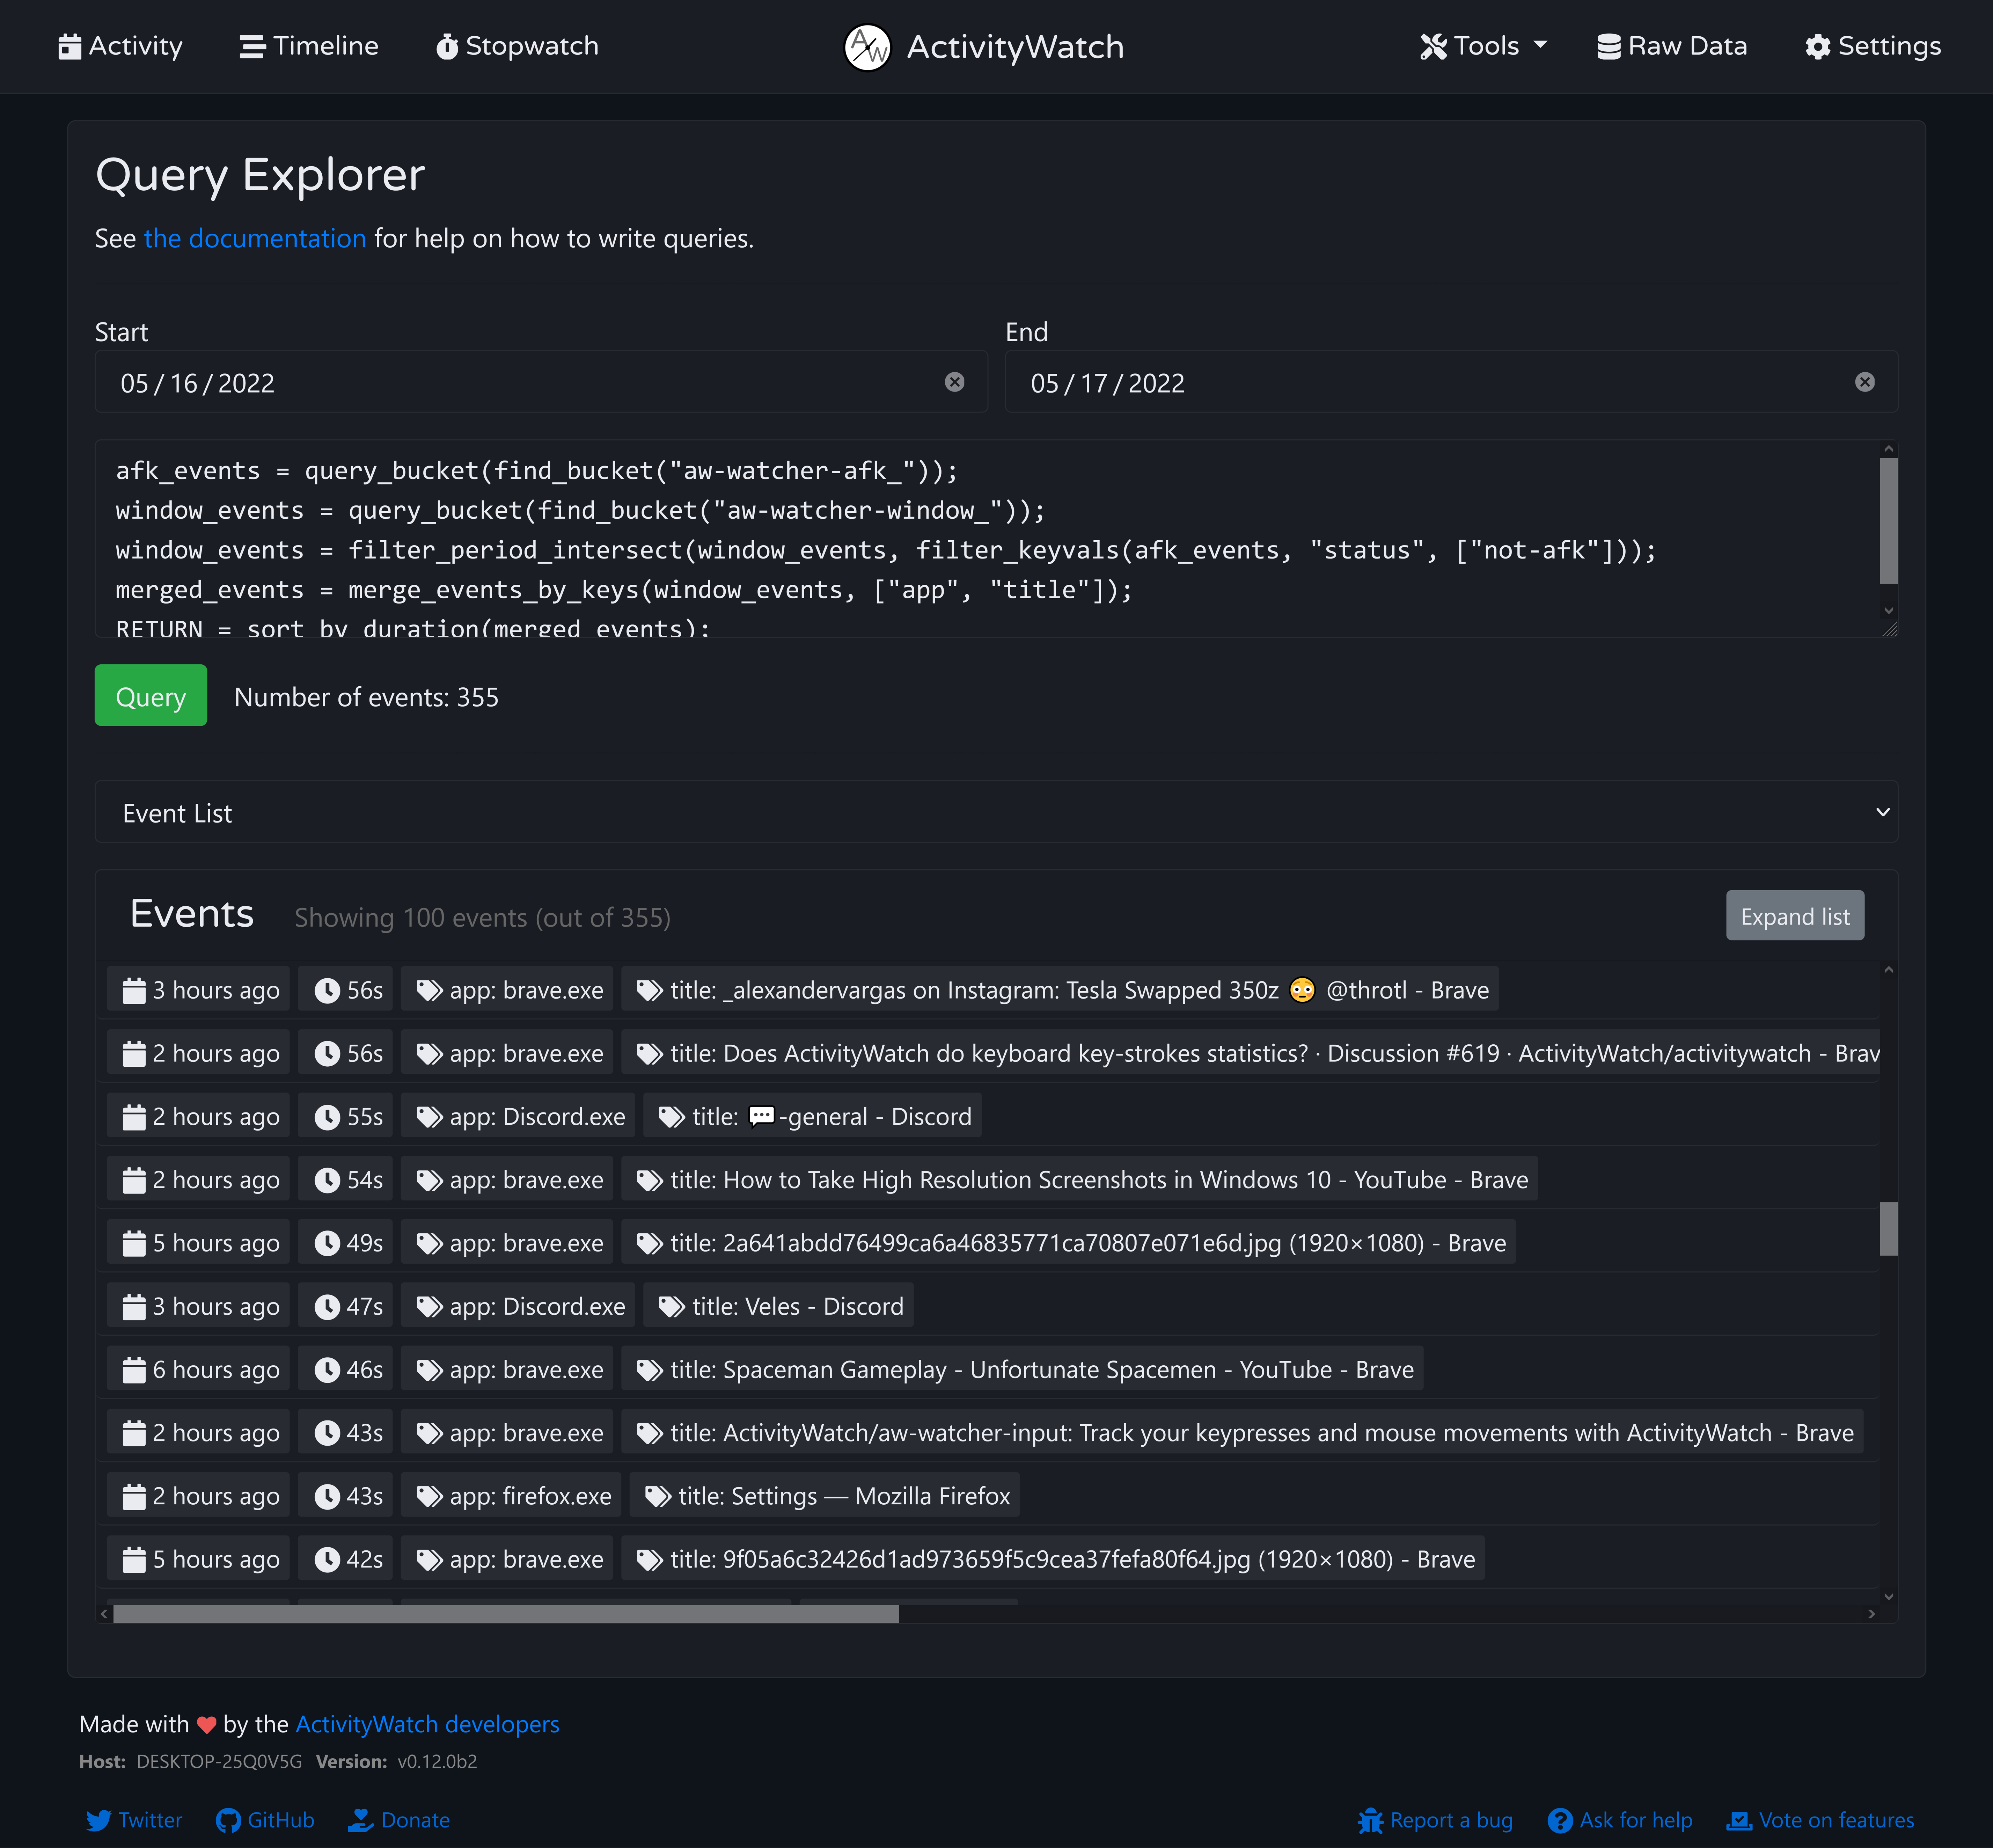 Activity Timeline Stopwatch ActivityWatch Tools Raw Data Settings
Query Explorer
See the documentation for help on how to write queries.
Start End
05/16/2022 05/17/2022
afk_events = query_bucket(find_bucket("aw-watcher-afk_"));
window_events = query_bucket(find_bucket("aw-watcher-window_"));
window_events = filter_period_intersect(window_events, filter_keyvals(afk_events, "status", ["not-afk"]));
merged_events = merge_events_by_keys(window_events, ["app", "title"]);
RETURN = sort_by_duration(merged_events);
Query Number of events: 355
Event List
Events Showing 100 events (out of 355) Expand list
3 hours ago 56s app: brave.exe title: _alexandervargas on Instagram: Tesla Swapped 350z 😳 @throtl - Brave
2 hours ago 56s app: brave.exe title: Does ActivityWatch do keyboard key-strokes statistics? · Discussion #619 · ActivityWatch/activitywatch - Brav
2 hours ago 55s app: Discord.exe title: 💬-general - Discord
2 hours ago 54s app: brave.exe title: How to Take High Resolution Screenshots in Windows 10 - YouTube - Brave
5 hours ago 49s app: brave.exe title: 2a641abdd76499ca6a46835771ca70807e071e6d.jpg (1920×1080) - Brave
3 hours ago 47s app: Discord.exe title: Veles - Discord
6 hours ago 46s app: brave.exe title: Spaceman Gameplay - Unfortunate Spacemen - YouTube - Brave
2 hours ago 43s app: brave.exe title: ActivityWatch/aw-watcher-input: Track your keypresses and mouse movements with ActivityWatch - Brave
2 hours ago 43s app: firefox.exe title: Settings — Mozilla Firefox
5 hours ago 42s app: brave.exe title: 9f05a6c32426d1ad973659f5c9cea37fefa80f64.jpg (1920×1080) - Brave
Made with ❤ by the ActivityWatch developers
Host: DESKTOP-25Q0V5G Version: v0.12.0b2
Twitter GitHub Donate Report a bug Ask for help Vote on features